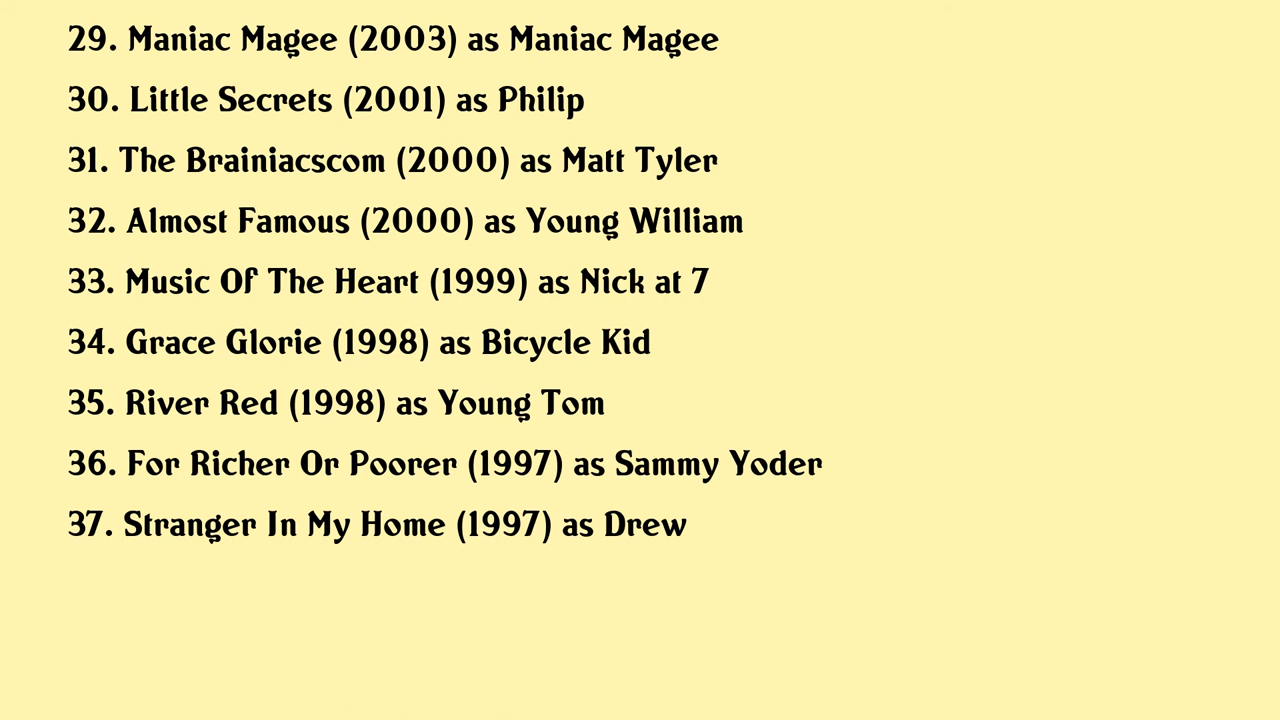 29. Maniac Magee (2003) as Maniac Magee
30. Little Secrets (2001) as Philip
31. The Brainiacscom (2000) as Matt Tyler
32. Almost Famous (2000) as Young William
33. Music Of The Heart (1999) as Nick at 7
34. Grace Glorie (1998) as Bicycle Kid
35. River Red (1998) as Young Tom
36. For Richer Or Poorer (1997) as Sammy Yoder
37. Stranger In My Home (1997) as Drew